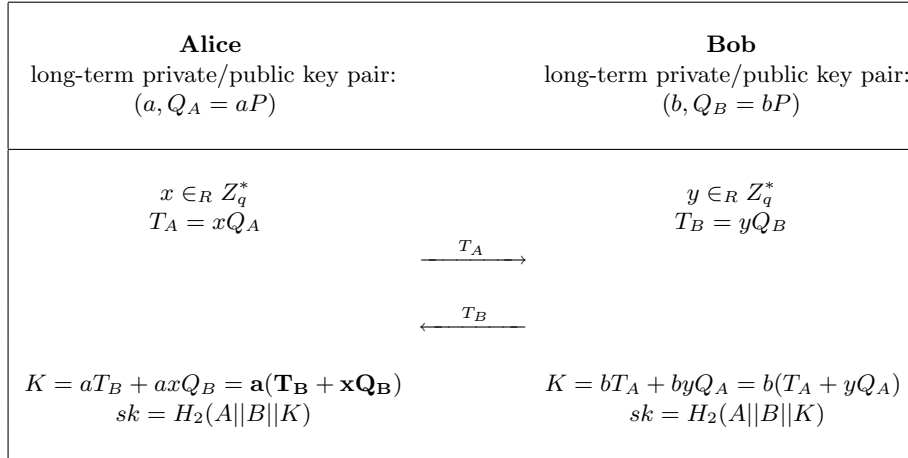 Alice
long-term private/public key pair:
(a, Q_A = aP)
Bob
long-term private/public key pair:
(b, Q_B = bP)
x ∈_R Z_q^*
T_A = xQ_A
y ∈_R Z_q^*
T_B = yQ_B
T_A
T_B
K = aT_B + axQ_B = a(T_B + xQ_B)
sk = H_2(A||B||K)
K = bT_A + byQ_A = b(T_A + yQ_A)
sk = H_2(A||B||K)